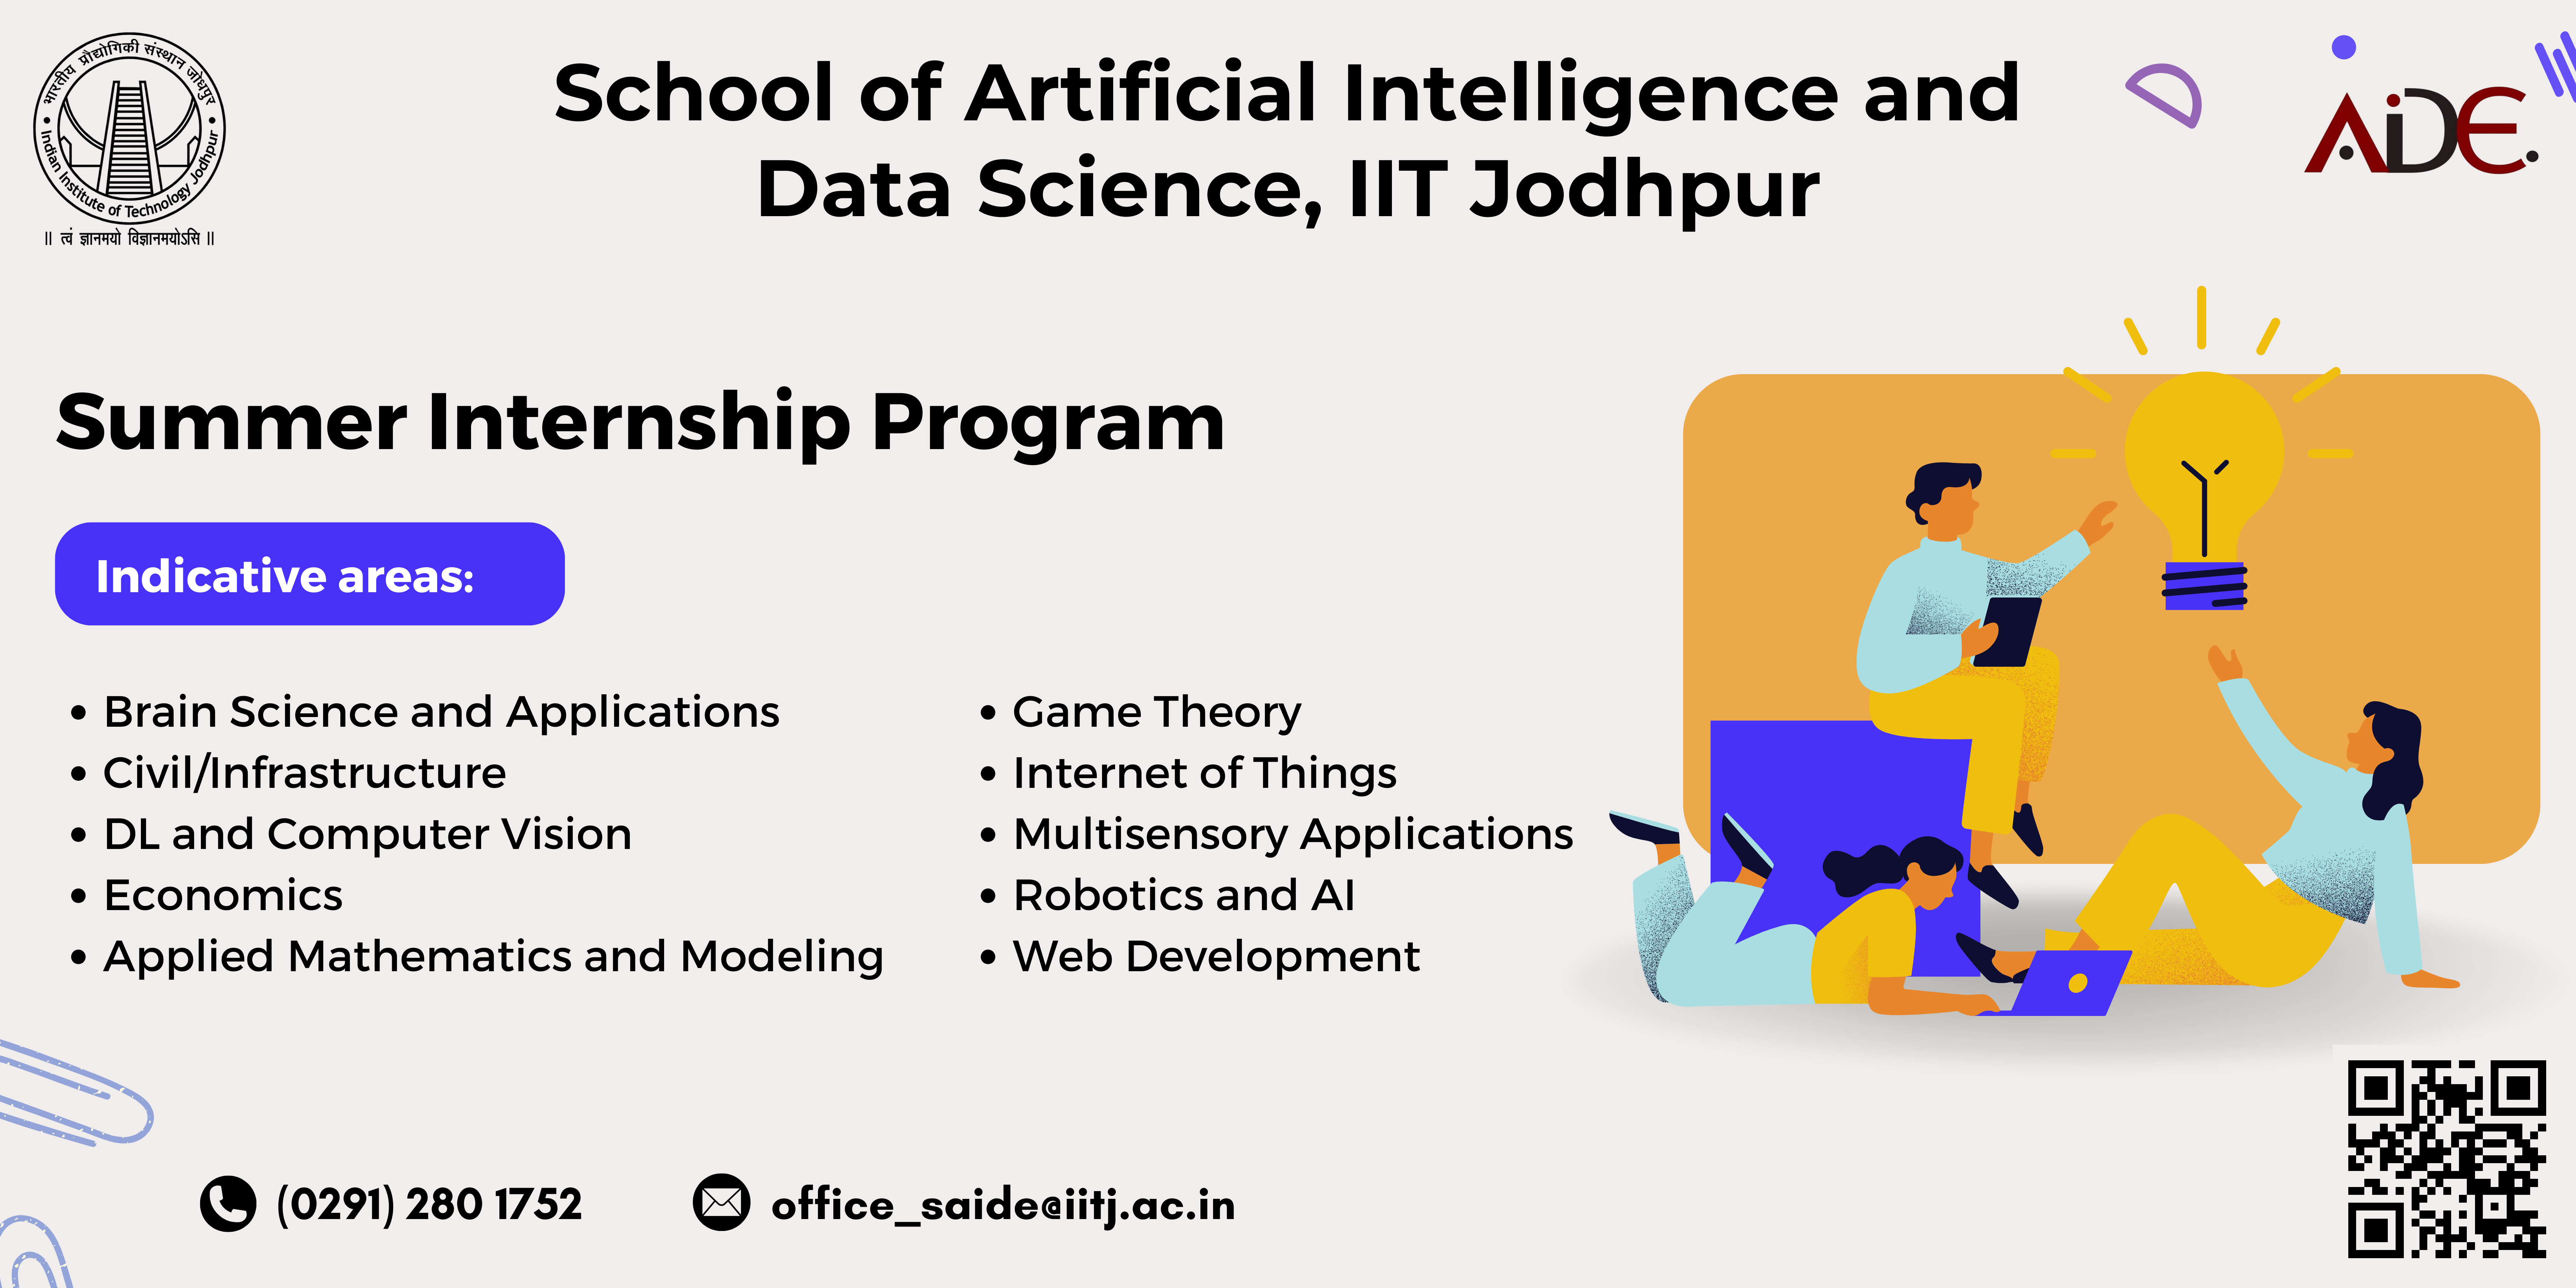 भारतीय प्रौद्योगिकी संस्थान जोधपुर
Indian Institute of Technology Jodhpur
॥ त्वं ज्ञानमयो विज्ञानमयोऽसि ॥
School of Artificial Intelligence and
Data Science, IIT Jodhpur
AiDE.
Summer Internship Program
Indicative areas:
• Brain Science and Applications
• Civil/Infrastructure
• DL and Computer Vision
• Economics
• Applied Mathematics and Modeling
• Game Theory
• Internet of Things
• Multisensory Applications
• Robotics and AI
• Web Development
(0291) 280 1752
office_saide@iitj.ac.in